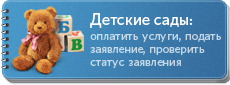 Детские сады:
оплатить услуги, подать
заявление, проверить
статус заявления
Б
В